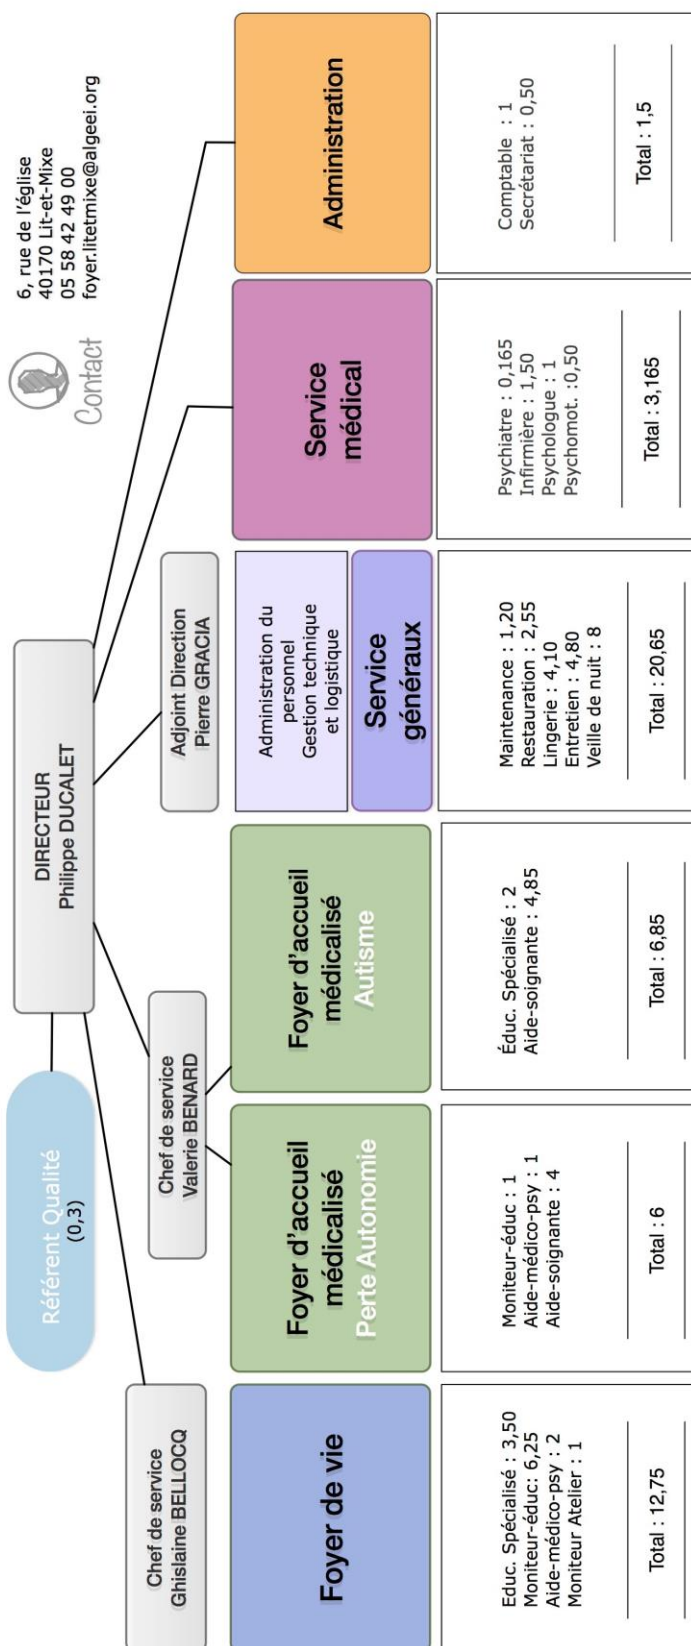 Référent Qualité
(0,3)
DIRECTEUR
Philippe DUCALET
Contact
6, rue de l'église
40170 Lit-et-Mixe
05 58 42 49 00
foyer.litetmixe@algeei.org
Chef de service
Ghislaine BELLOCQ
Chef de service
Valerie BENARD
Adjoint Direction
Pierre GRACIA
Foyer de vie
Foyer d'accueil
médicalisé
Perte Autonomie
Foyer d'accueil
médicalisé
Autisme
Administration du
personnel
Gestion technique
et logistique
Service
généraux
Service
médical
Administration
Educ. Spécialisé : 3,50
Moniteur-éduc: 6,25
Aide-médico-psy : 2
Moniteur Atelier : 1
Total : 12,75
Moniteur-éduc : 1
Aide-médico-psy : 1
Aide-soignante : 4
Total : 6
Éduc. Spécialisé : 2
Aide-soignante : 4,85
Total : 6,85
Maintenance : 1,20
Restauration : 2,55
Lingerie : 4,10
Entretien : 4,80
Veille de nuit : 8
Total : 20,65
Psychiatre : 0,165
Infirmière : 1,50
Psychologue : 1
Psychomot. :0,50
Total : 3,165
Comptable : 1
Secrétariat : 0,50
Total : 1,5